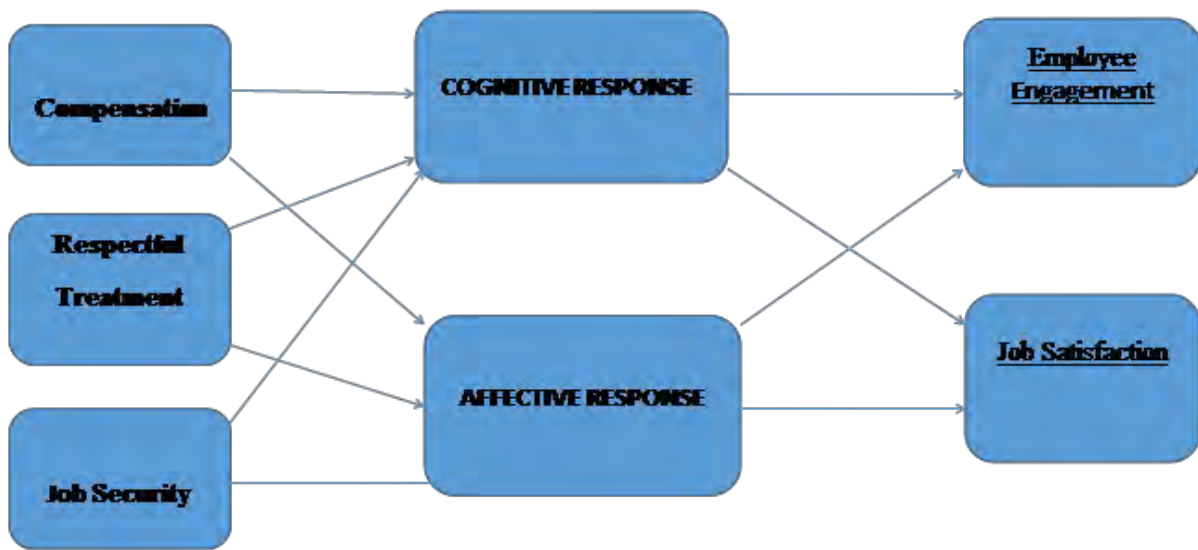 Compensation
COGNITIVE RESPONSE
Employee
Engagement
Respectful
Treatment
AFFECTIVE RESPONSE
Job Satisfaction
Job Security